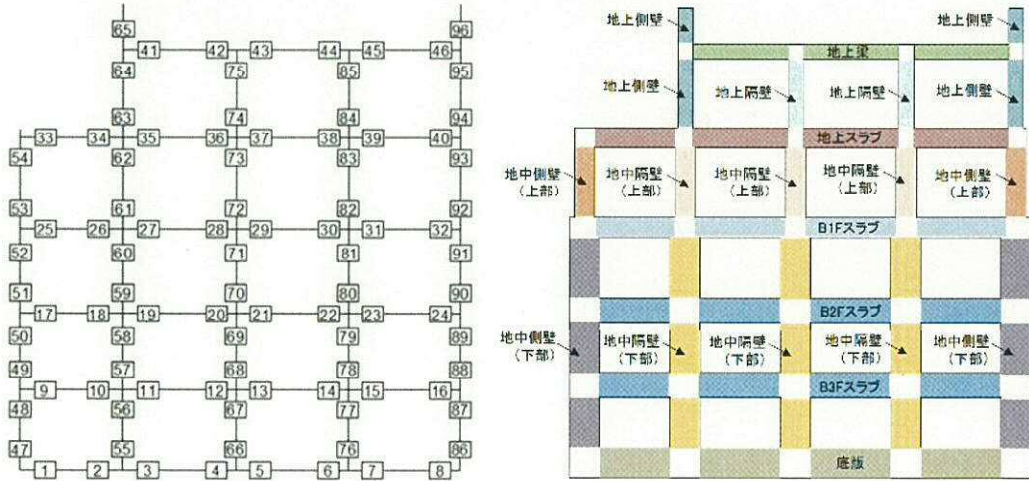 65 96
41 42 43 44 45 46
64 75 85 95
63 74 84 94
33 34 35 36 37 38 39 40
54 62 73 83 93
53 61 72 82 92
25 26 27 28 29 30 31 32
52 60 71 81 91
51 59 70 80 90
17 18 19 20 21 22 23 24
50 58 69 79 89
49 57 68 78 88
9 10 11 12 13 14 15 16
48 56 67 77 87
47 55 66 76 86
1 2 3 4 5 6 7 8
地上側壁 地上側壁
地上梁
地上側壁 地上隔壁 地上隔壁 地上側壁
地上スラブ
地中側壁 地中隔壁 地中隔壁 地中隔壁 地中側壁
(上部) (上部) (上部) (上部) (上部)
B1Fスラブ
B2Fスラブ
地中側壁 地中隔壁 地中隔壁 地中隔壁 地中側壁
(下部) (下部) (下部) (下部) (下部)
B3Fスラブ
底版